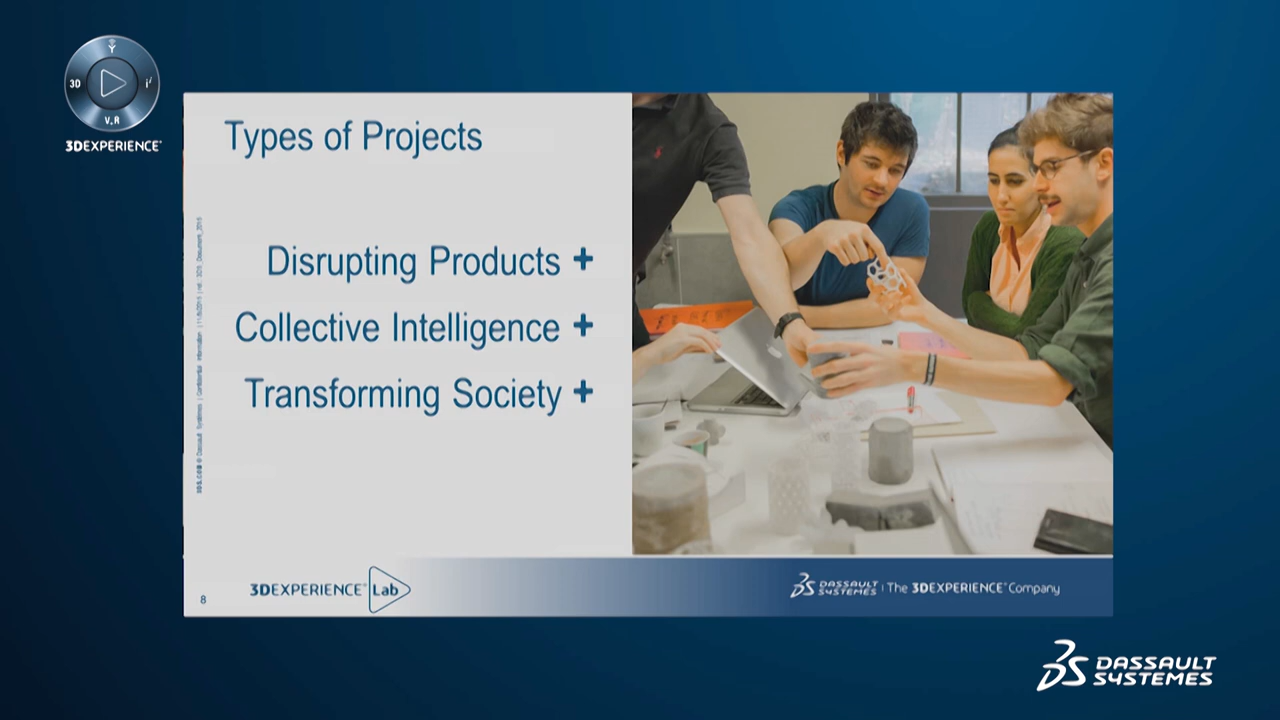 3D
i²
V.R
3DEXPERIENCE
Types of Projects
Disrupting Products +
Collective Intelligence +
Transforming Society +
8
3DEXPERIENCE® Lab
DASSAULT SYSTEMES | The 3DEXPERIENCE® Company
DASSAULT
SYSTEMES